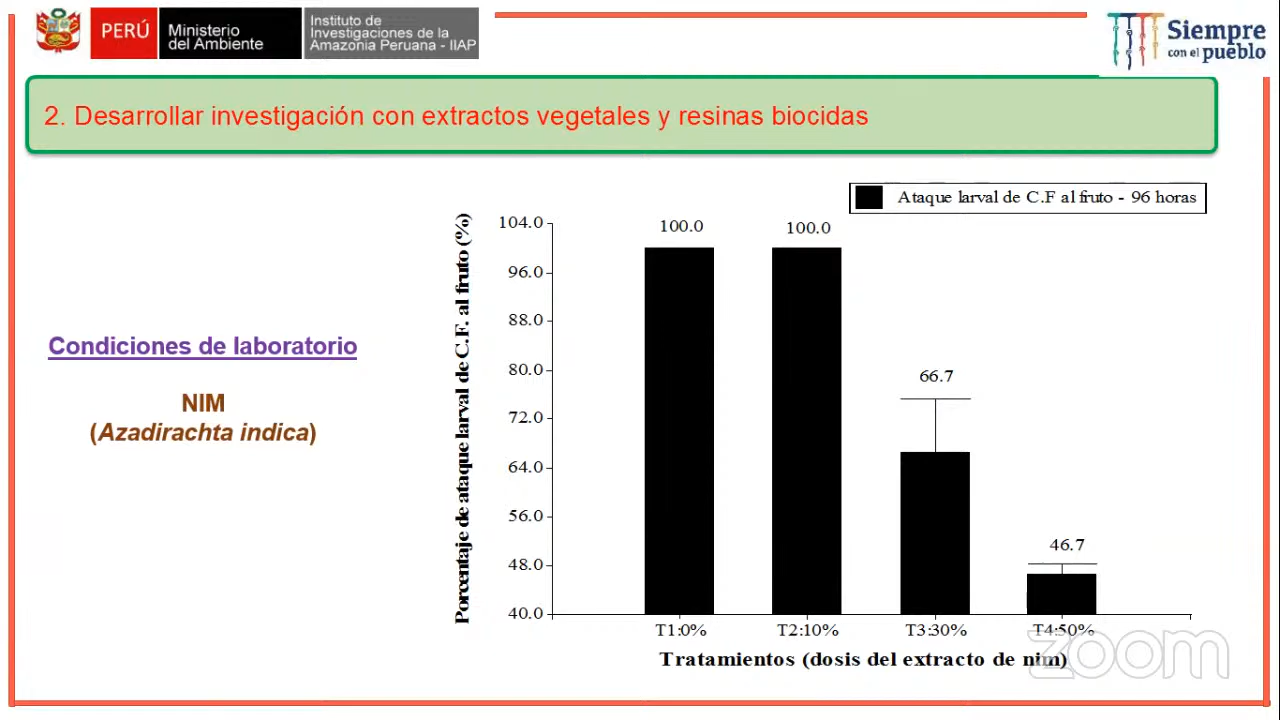 PERÚ
Ministerio
del Ambiente
Instituto de
Investigaciones de la
Amazonía Peruana - IIAP
Siempre
con el pueblo
2. Desarrollar investigación con extractos vegetales y resinas biocidas
Condiciones de laboratorio
NIM
(Azadirachta indica)
Ataque larval de C.F al fruto - 96 horas
Porcentaje de ataque larval de C.F. al fruto (%)
104.0
96.0
88.0
80.0
72.0
64.0
56.0
48.0
40.0
100.0
100.0
66.7
46.7
T1:0%
T2:10%
T3:30%
T4:50%
Tratamientos (dosis del extracto de nim)
zoom